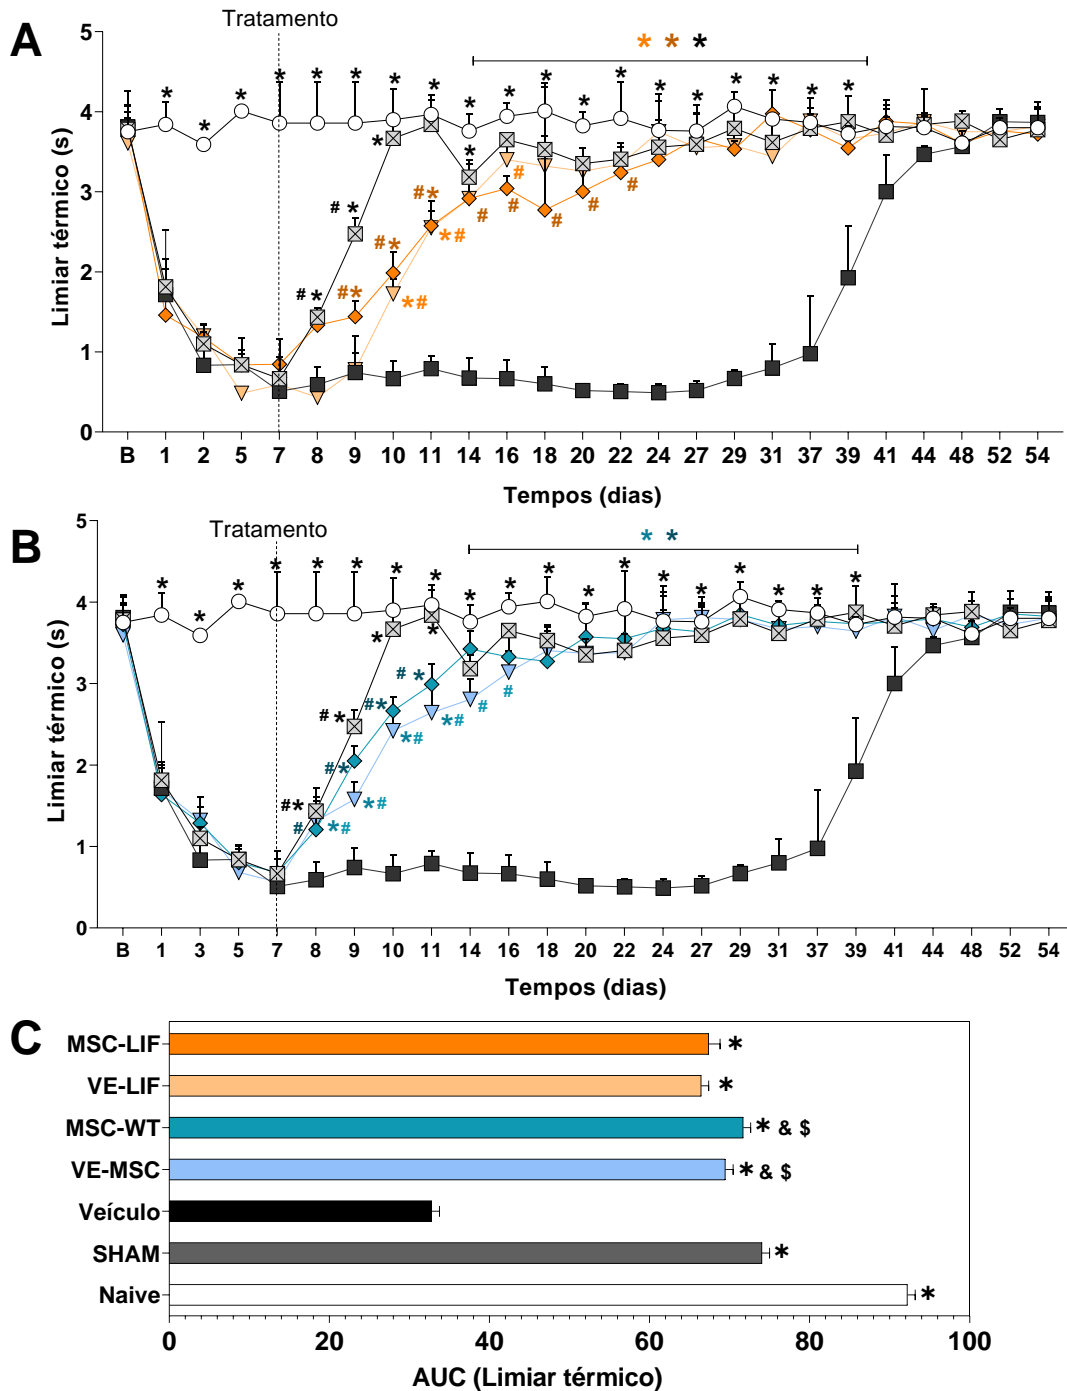 A
Tratamento
Limiar térmico (s)
5
4
3
2
1
0
* * *
* * * * * * * * * * * * * * * * * *
* *
# *
# *
# * # * # *
* # * #
# # # # # #
B 1 2 5 7 8 9 10 11 14 16 18 20 22 24 27 29 31 37 39 41 44 48 52 54
Tempos (dias)
B
Tratamento
Limiar térmico (s)
5
4
3
2
1
0
* *
* * * * * * * * * * * * * * * * * * *
* *
# *
# *
# * # * # *
#
* # * # * # * #
# #
B 1 3 5 7 8 9 10 11 14 16 18 20 22 24 27 29 31 37 39 41 44 48 52 54
Tempos (dias)
C
MSC-LIF *
VE-LIF *
MSC-WT * & $
VE-MSC * & $
Veículo
SHAM *
Naive *
0 20 40 60 80 100
AUC (Limiar térmico)